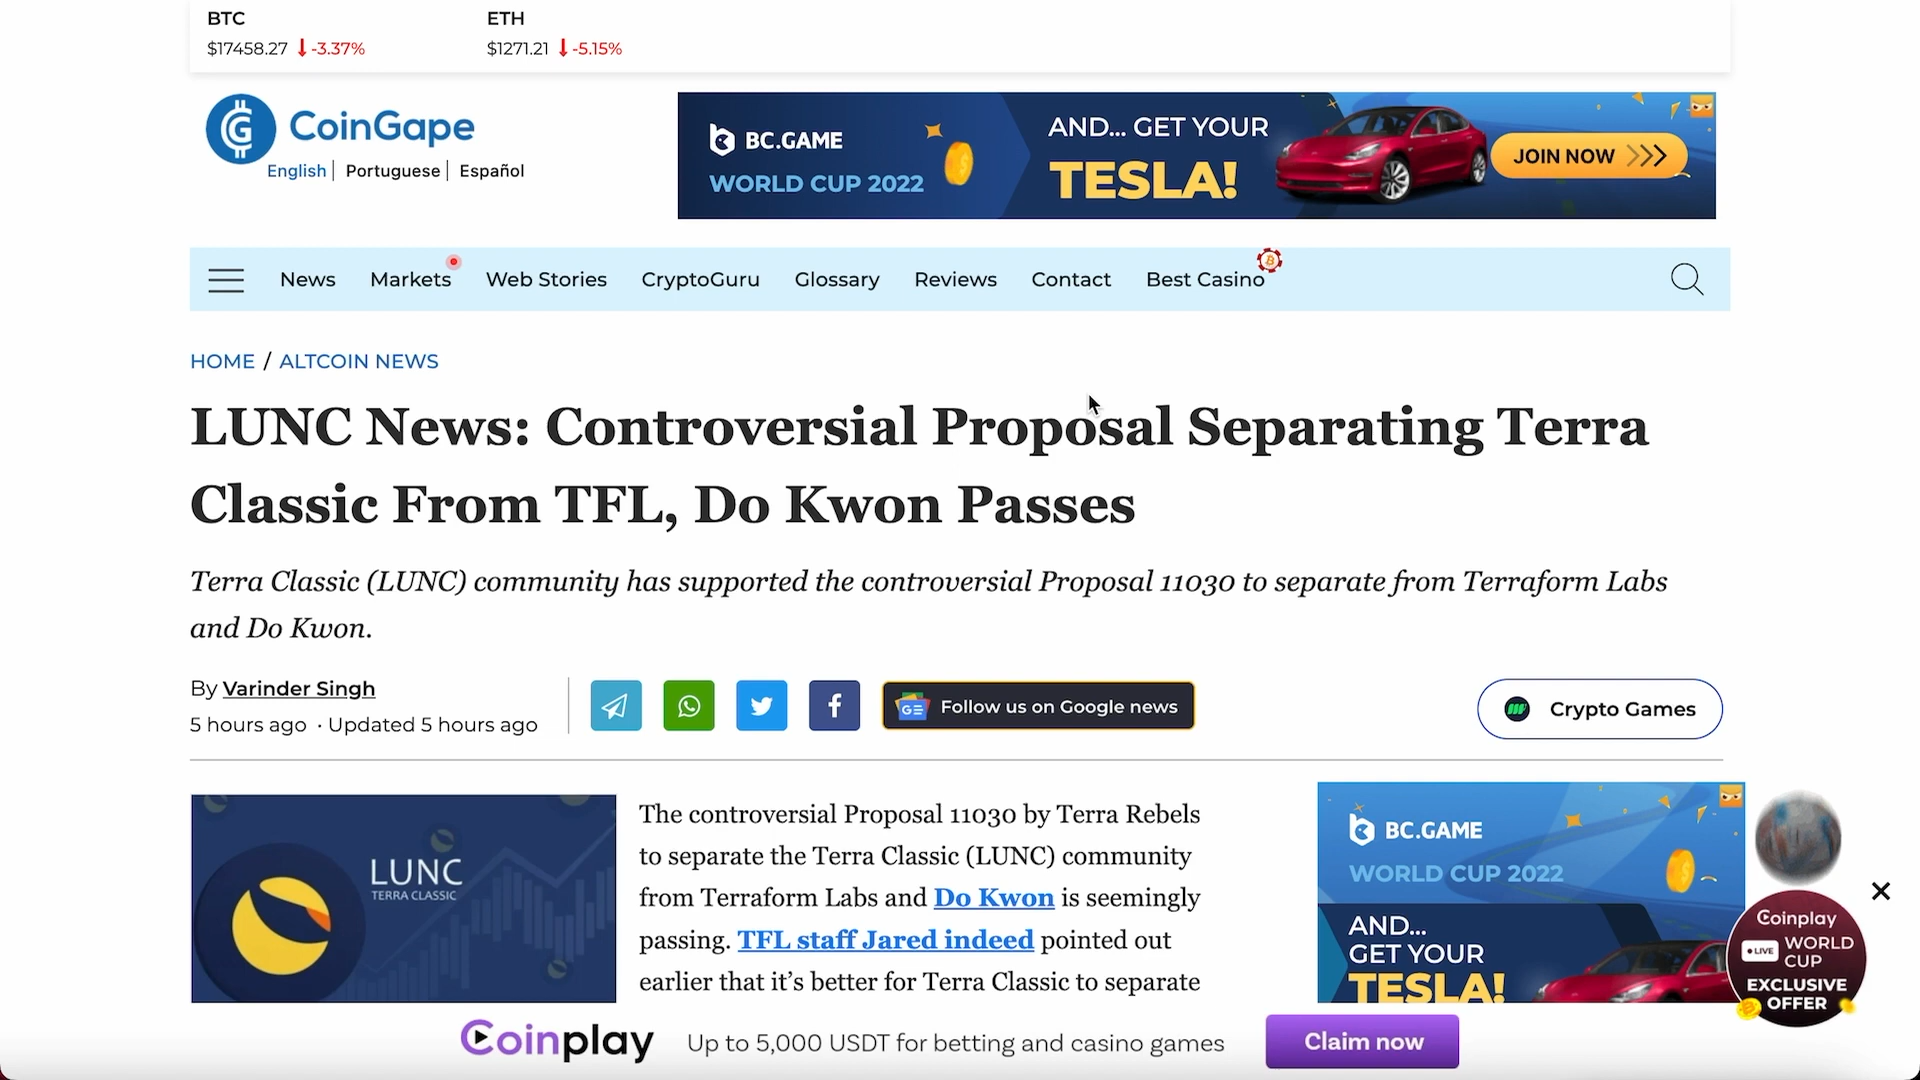 BTC
$17458.27 -3.37%
ETH
$1271.21 -5.15%
CoinGape
English | Portuguese | Español
BC.GAME
WORLD CUP 2022
AND... GET YOUR
TESLA!
JOIN NOW
News Markets Web Stories CryptoGuru Glossary Reviews Contact Best Casino
HOME / ALTCOIN NEWS
LUNC News: Controversial Proposal Separating Terra
Classic From TFL, Do Kwon Passes
Terra Classic (LUNC) community has supported the controversial Proposal 11030 to separate from Terraform Labs
and Do Kwon.
By Varinder Singh
5 hours ago · Updated 5 hours ago
Follow us on Google news
Crypto Games
LUNC
TERRA CLASSIC
The controversial Proposal 11030 by Terra Rebels
to separate the Terra Classic (LUNC) community
from Terraform Labs and Do Kwon is seemingly
passing. TFL staff Jared indeed pointed out
earlier that it's better for Terra Classic to separate
BC.GAME
WORLD CUP 2022
AND...
GET YOUR
TESLA!
Coinplay
LIVE WORLD
CUP
EXCLUSIVE
OFFER
Coinplay
Up to 5,000 USDT for betting and casino games
Claim now